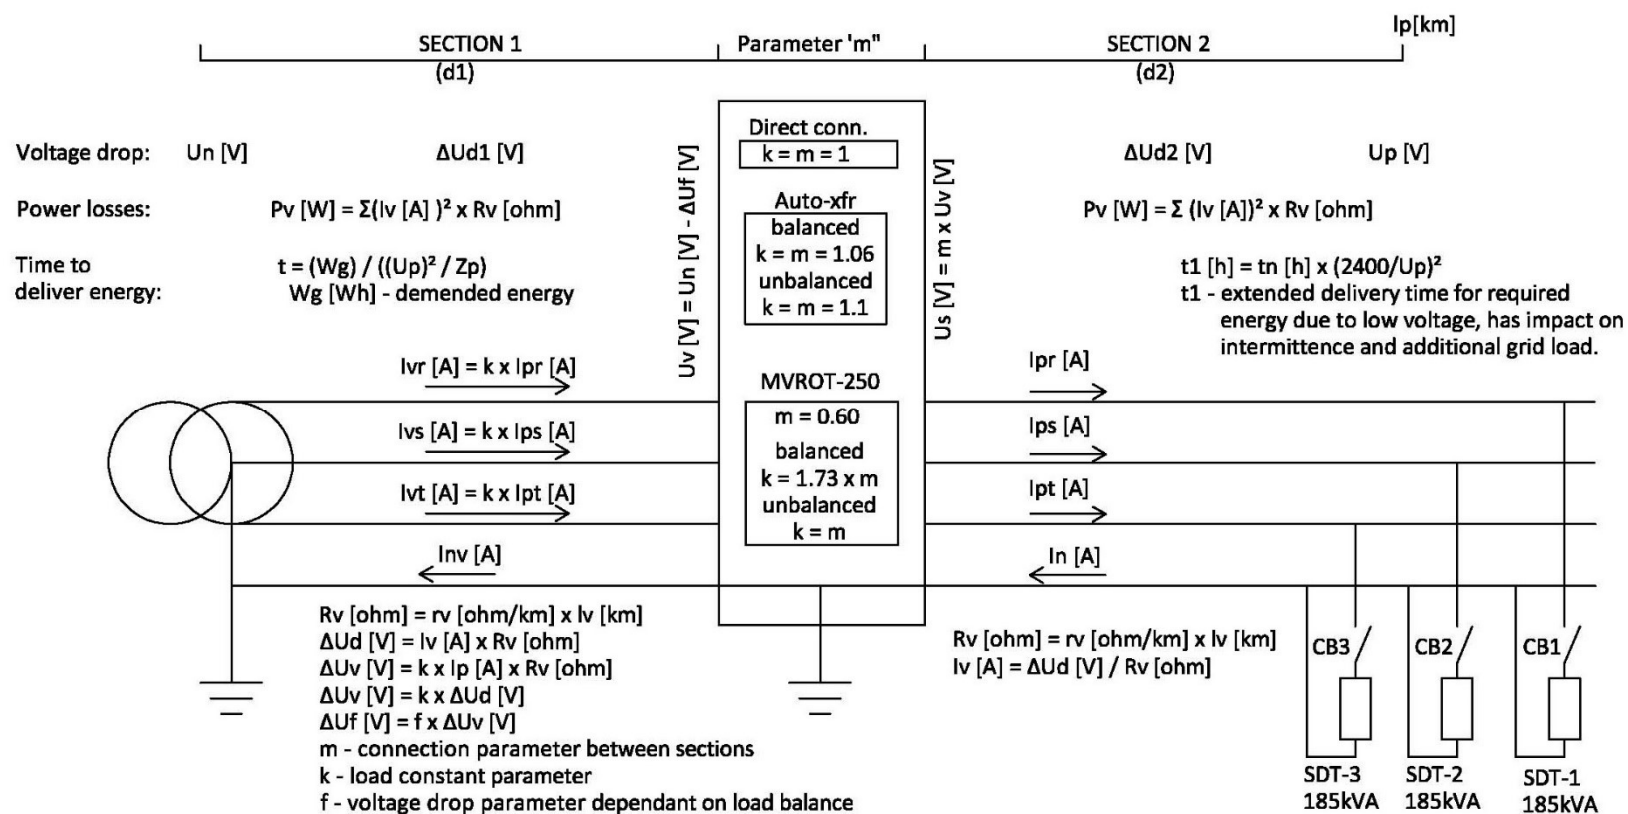 lp[km]
SECTION 1
Parameter 'm"
SECTION 2
(d1)
(d2)
Voltage drop:
Un [V]
ΔUd1 [V]
ΔUd2 [V]
Up [V]
Power losses:
Pv [W] = Σ(Iv [A] )² x Rv [ohm]
Pv [W] = Σ (Iv [A])² x Rv [ohm]
Time to
deliver energy:
t = (Wg) / ((Up)² / Zp)
Wg [Wh] - demended energy
t1 [h] = tn [h] x (2400/Up)²
t1 - extended delivery time for required
energy due to low voltage, has impact on
intermittence and additional grid load.
Uv [V] = Un [V] - ΔUf [V]
Direct conn.
k = m = 1
Auto-xfr
balanced
k = m = 1.06
unbalanced
k = m = 1.1
MVROT-250
m = 0.60
balanced
k = 1.73 x m
unbalanced
k = m
Us [V] = m x Uv [V]
Ivr [A] = k x Ipr [A]
Ivs [A] = k x Ips [A]
Ivt [A] = k x Ipt [A]
Inv [A]
Ipr [A]
Ips [A]
Ipt [A]
In [A]
Rv [ohm] = rv [ohm/km] x lv [km]
ΔUd [V] = Iv [A] x Rv [ohm]
ΔUv [V] = k x Ip [A] x Rv [ohm]
ΔUv [V] = k x ΔUd [V]
ΔUf [V] = f x ΔUv [V]
m - connection parameter between sections
k - load constant parameter
f - voltage drop parameter dependant on load balance
Rv [ohm] = rv [ohm/km] x lv [km]
Iv [A] = ΔUd [V] / Rv [ohm]
CB3
CB2
CB1
SDT-3
185kVA
SDT-2
185kVA
SDT-1
185kVA